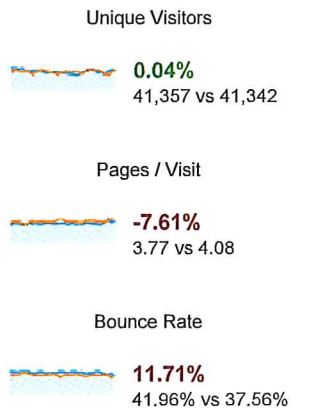 Unique Visitors
0.04%
41,357 vs 41,342
Pages / Visit
-7.61%
3.77 vs 4.08
Bounce Rate
11.71%
41.96% vs 37.56%